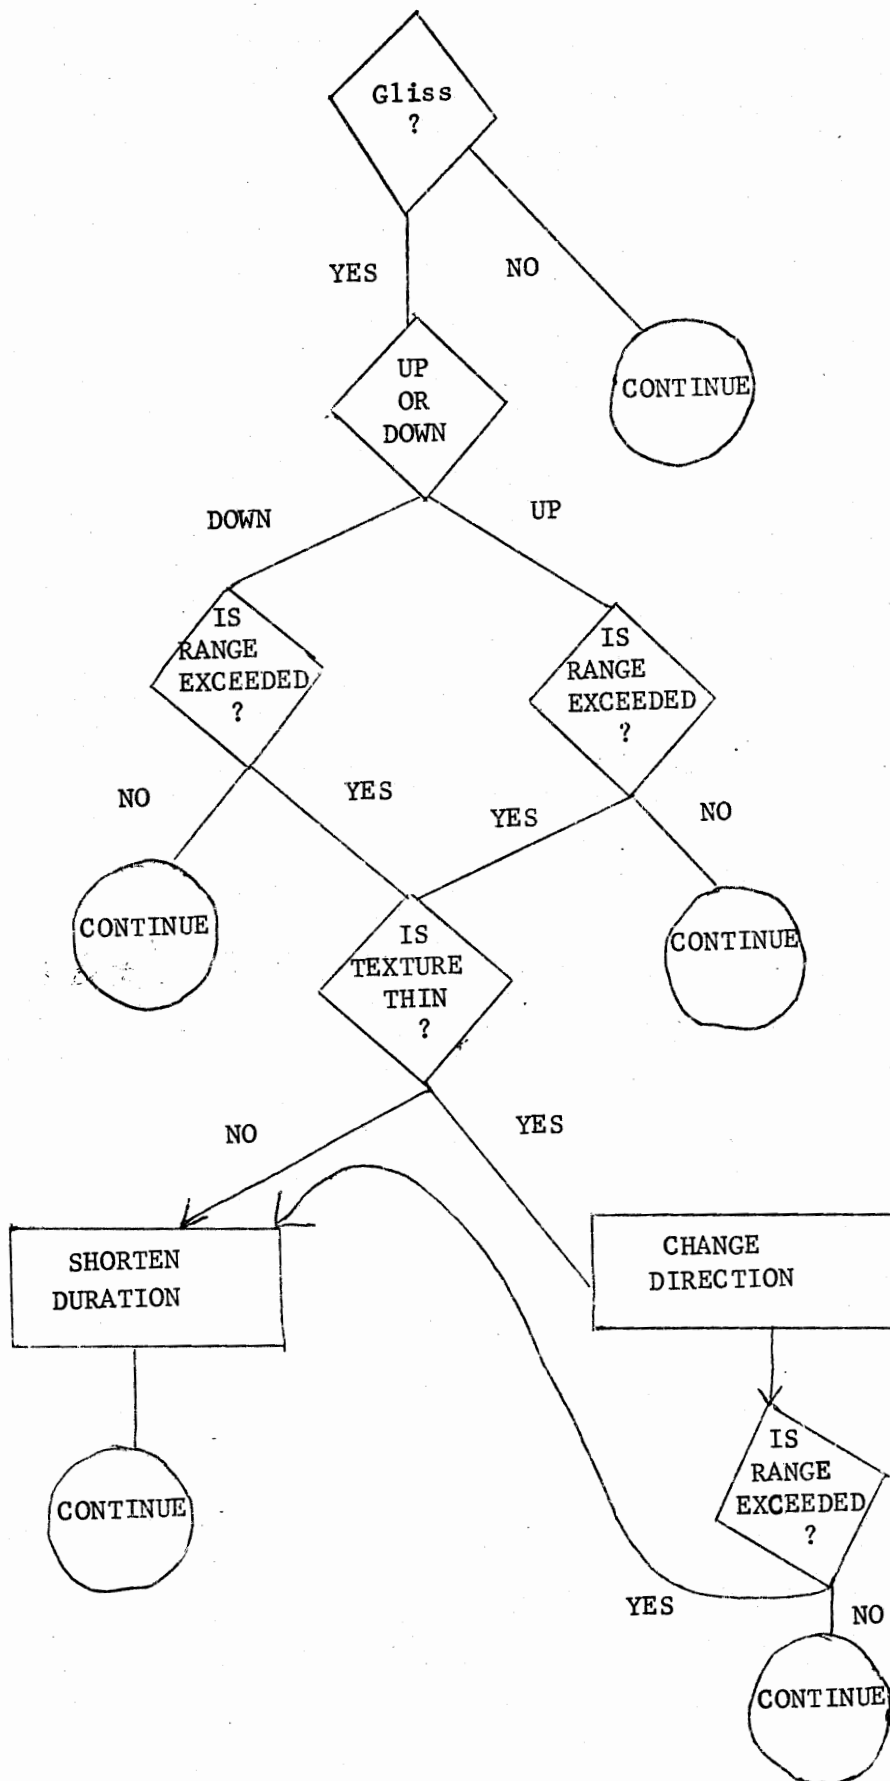 Gliss
?
YES
NO
CONTINUE
UP
OR
DOWN
DOWN
UP
IS
RANGE
EXCEEDED
?
IS
RANGE
EXCEEDED
?
NO
YES
YES
NO
CONTINUE
CONTINUE
IS
TEXTURE
THIN
?
NO
YES
SHORTEN
DURATION
CHANGE
DIRECTION
CONTINUE
IS
RANGE
EXCEEDED
?
YES
NO
CONTINUE